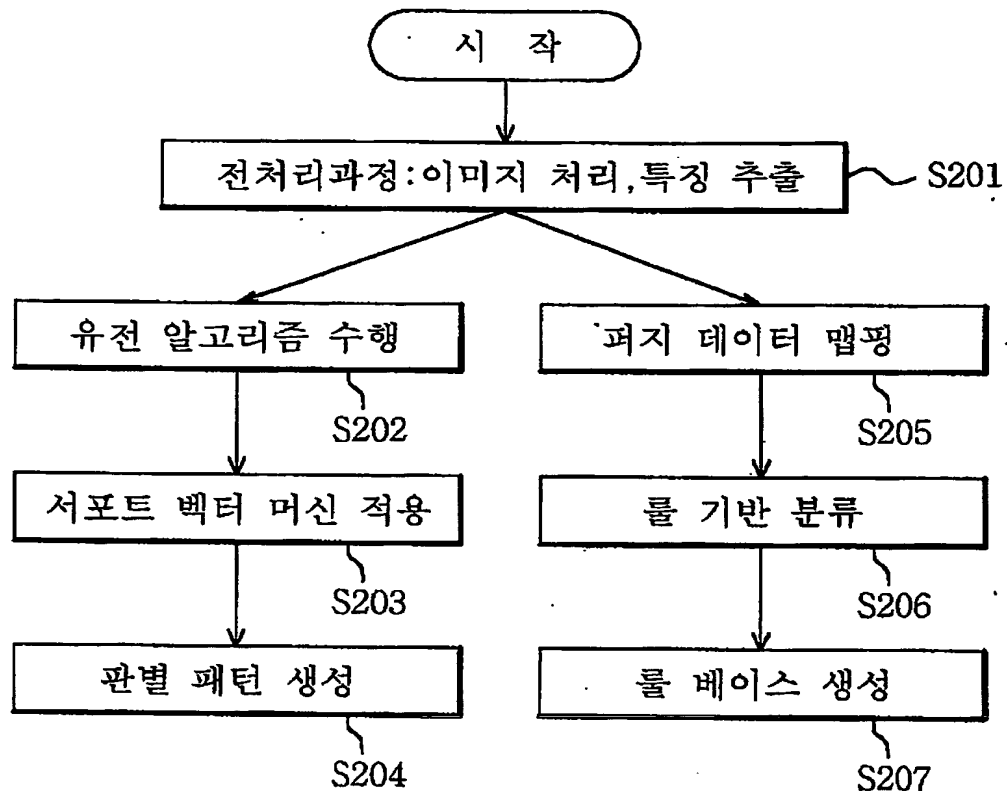 시 작
전처리과정:이미지 처리,특징 추출
S201
유전 알고리즘 수행
S202
서포트 벡터 머신 적용
S203
판별 패턴 생성
S204
퍼지 데이터 맵핑
S205
룰 기반 분류
S206
룰 베이스 생성
S207